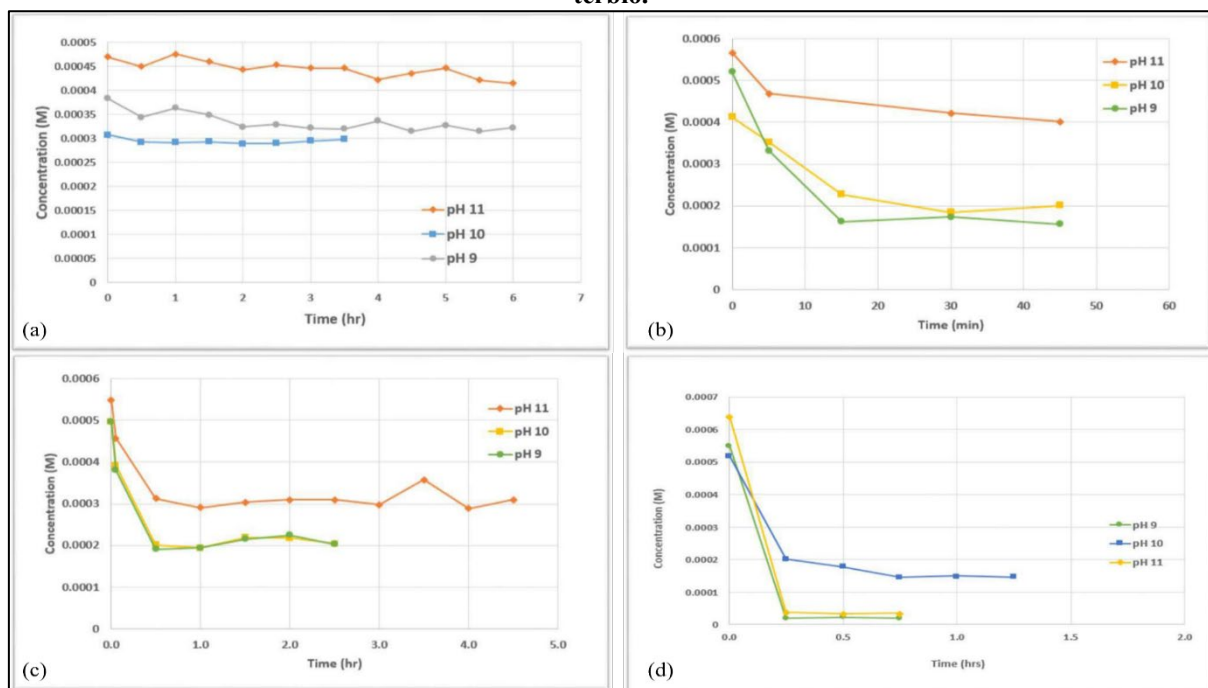 terbio.
0.0005
0.00045
0.0004
0.00035
0.0003
0.00025
0.0002
0.00015
0.0001
0.00005
0
Concentration (M)
pH 11
pH 10
pH 9
0 1 2 3 4 5 6 7
Time (hr)
(a)
0.0006
0.0005
0.0004
0.0003
0.0002
0.0001
0
Concentration (M)
pH 11
pH 10
pH 9
0 10 20 30 40 50 60
Time (min)
(b)
0.0006
0.0005
0.0004
0.0003
0.0002
0.0001
0
Concentration (M)
pH 11
pH 10
pH 9
0.0 1.0 2.0 3.0 4.0 5.0
Time (hr)
(c)
0.0007
0.0006
0.0005
0.0004
0.0003
0.0002
0.0001
0
Concentration (M)
pH 9
pH 10
pH 11
0.0 0.5 1.0 1.5 2.0
Time (hrs)
(d)